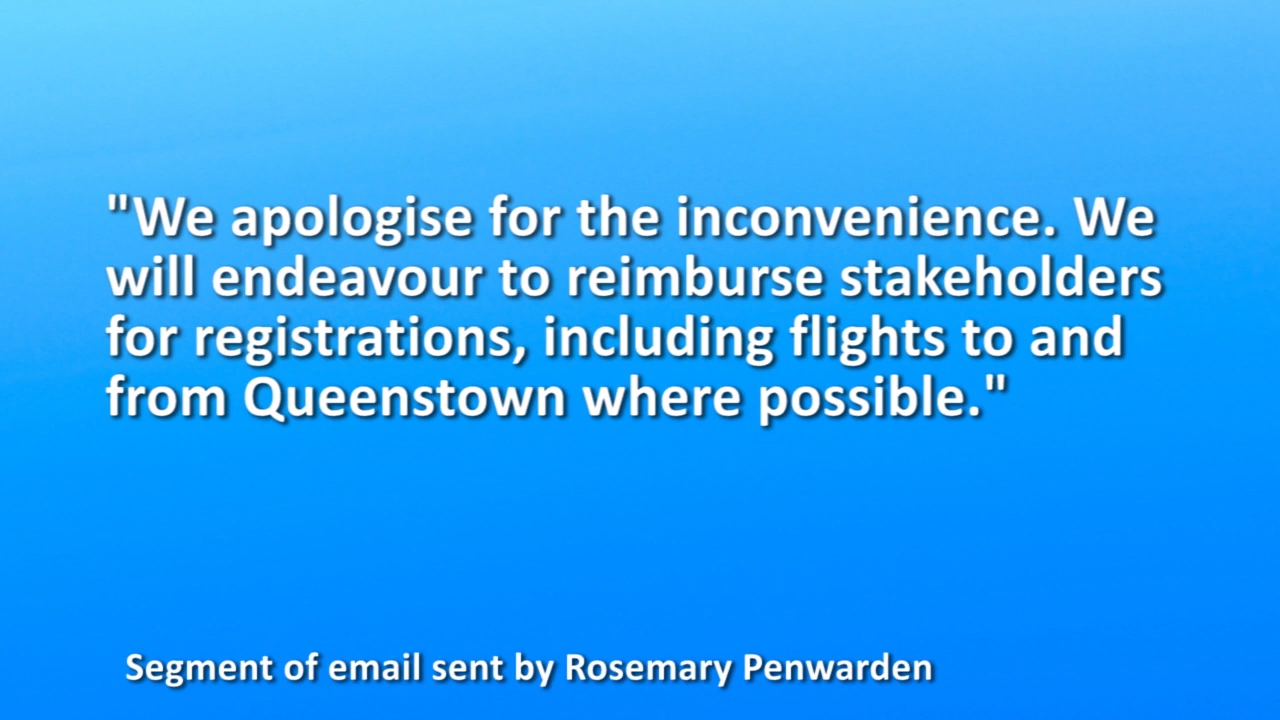 "We apologise for the inconvenience. We
will endeavour to reimburse stakeholders
for registrations, including flights to and
from Queenstown where possible."
Segment of email sent by Rosemary Penwarden